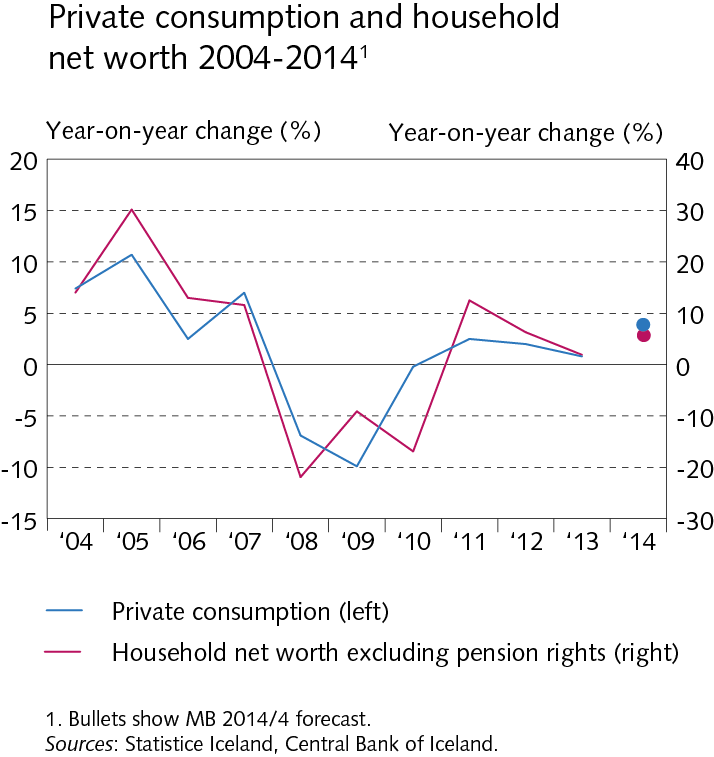 Private consumption and household
net worth 2004-2014¹
Year-on-year change (%)
Year-on-year change (%)
20
15
10
5
0
-5
-10
-15
40
30
20
10
0
-10
-20
-30
‘04 ‘05 ‘06 ‘07 ‘08 ‘09 ‘10 ‘11 ‘12 ‘13 ‘14
Private consumption (left)
Household net worth excluding pension rights (right)
1. Bullets show MB 2014/4 forecast.
Sources: Statistice Iceland, Central Bank of Iceland.